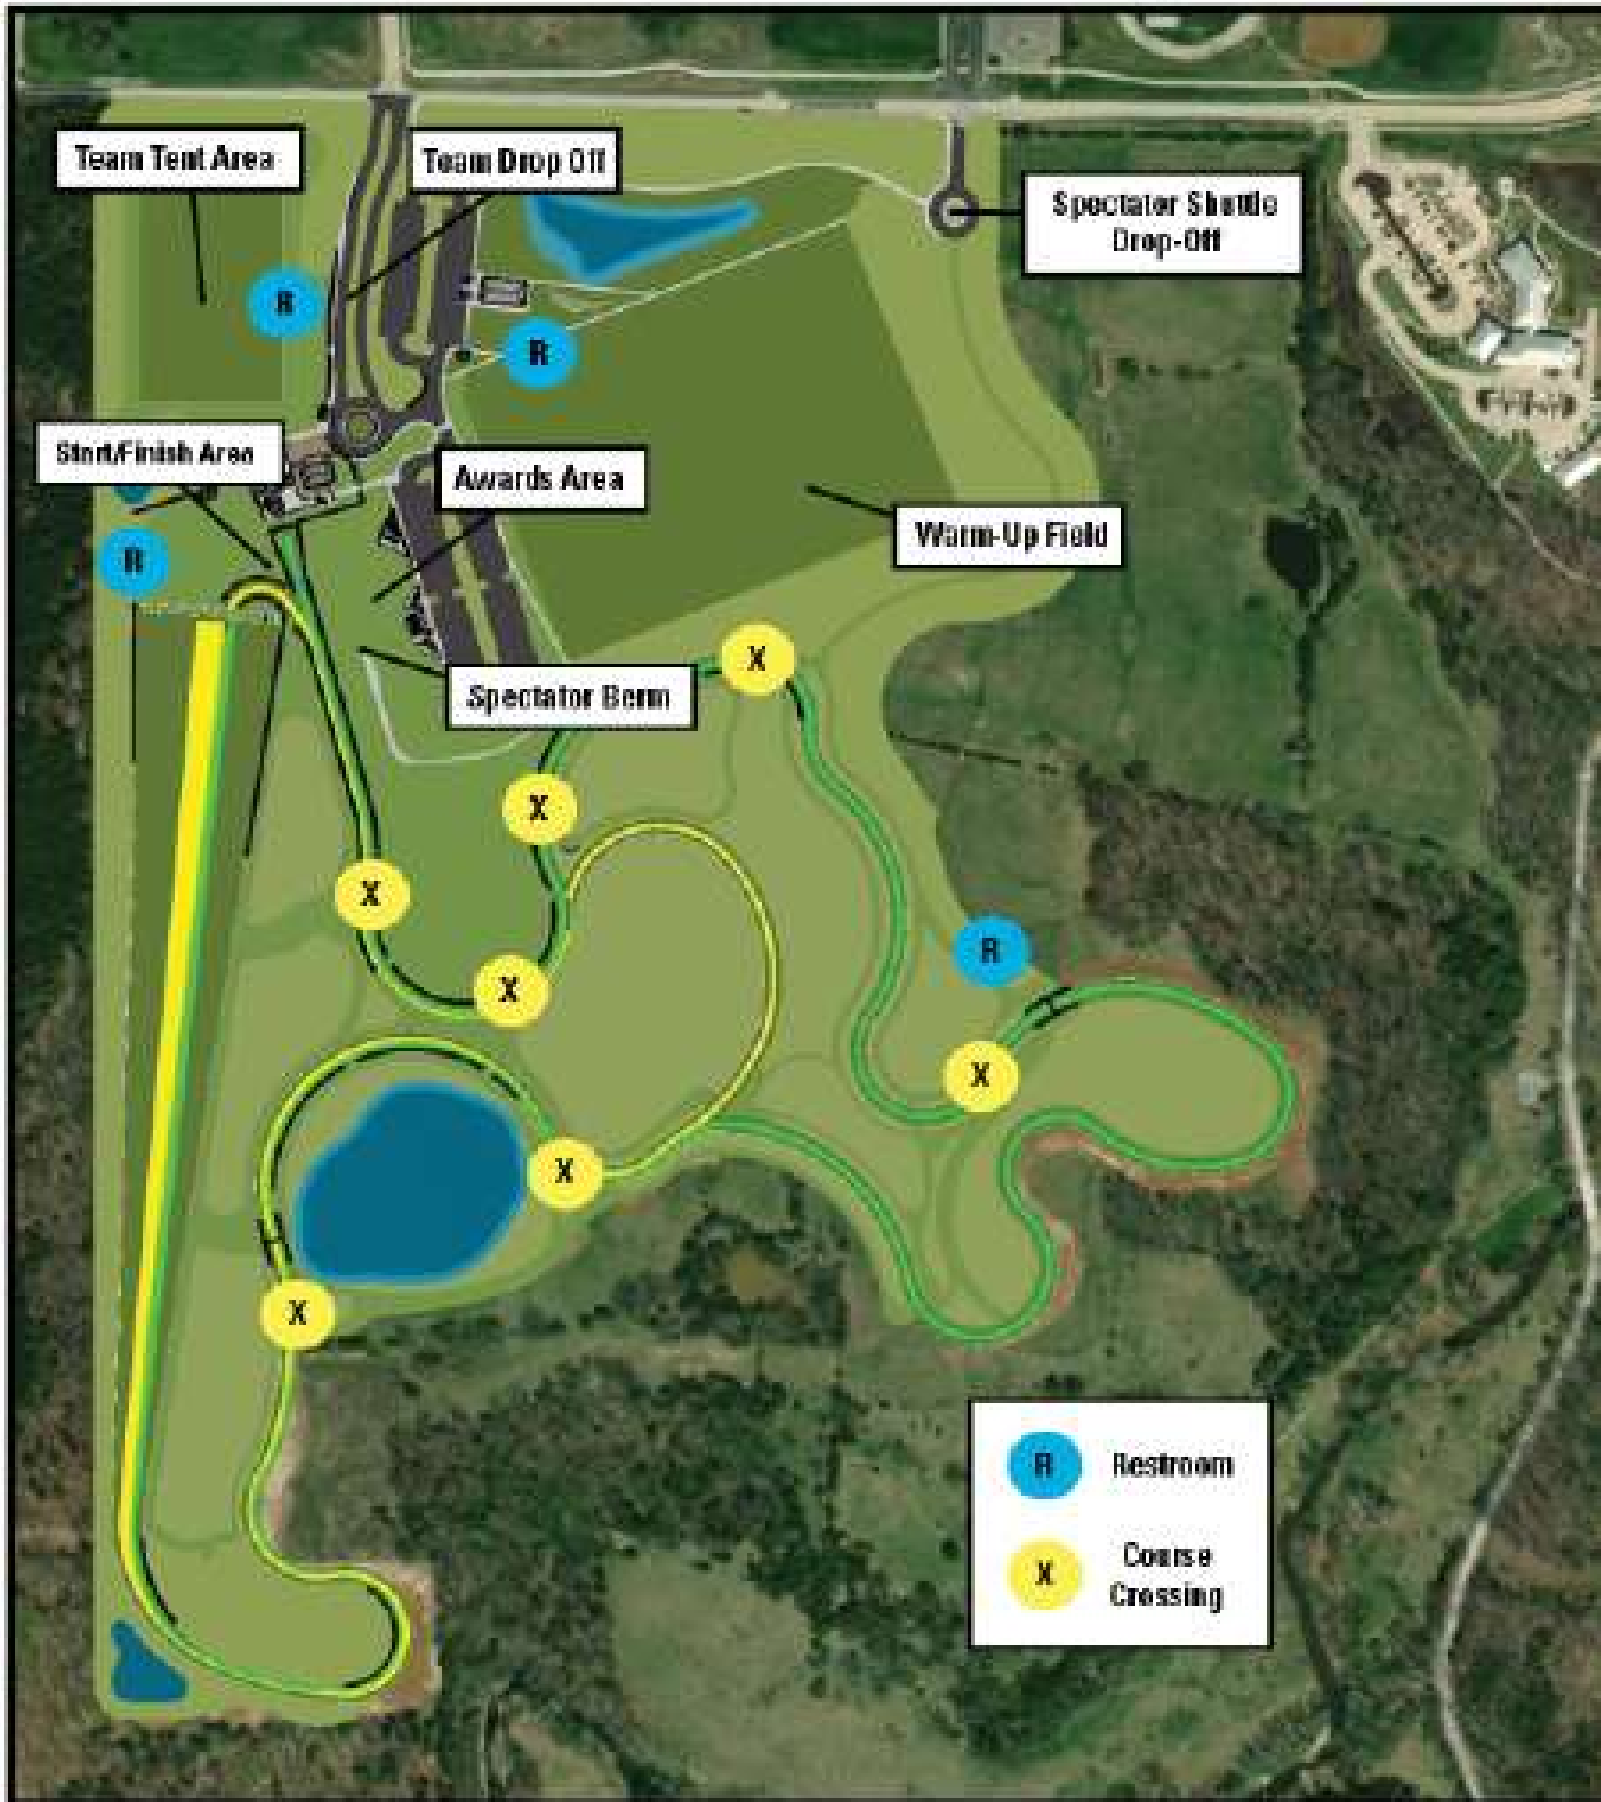 Team Tent Area
Team Drop Off
Spectator Shuttle
Drop-Off
R
R
Start/Finish Area
Awards Area
Warm-Up Field
R
X
Spectator Berm
X
X
R
X
X
X
X
R Restroom
X Course
Crossing